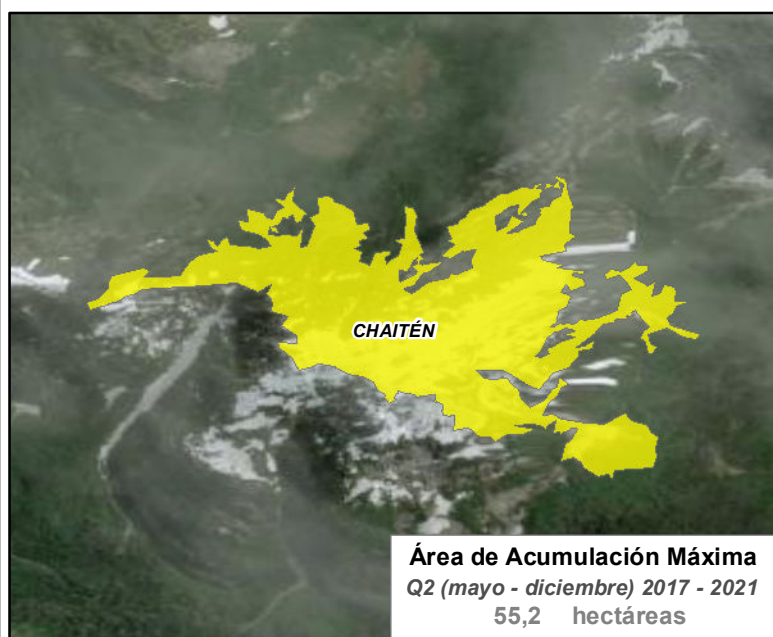 CHAITÉN
Área de Acumulación Máxima
Q2 (mayo - diciembre) 2017 - 2021
55,2 hectáreas